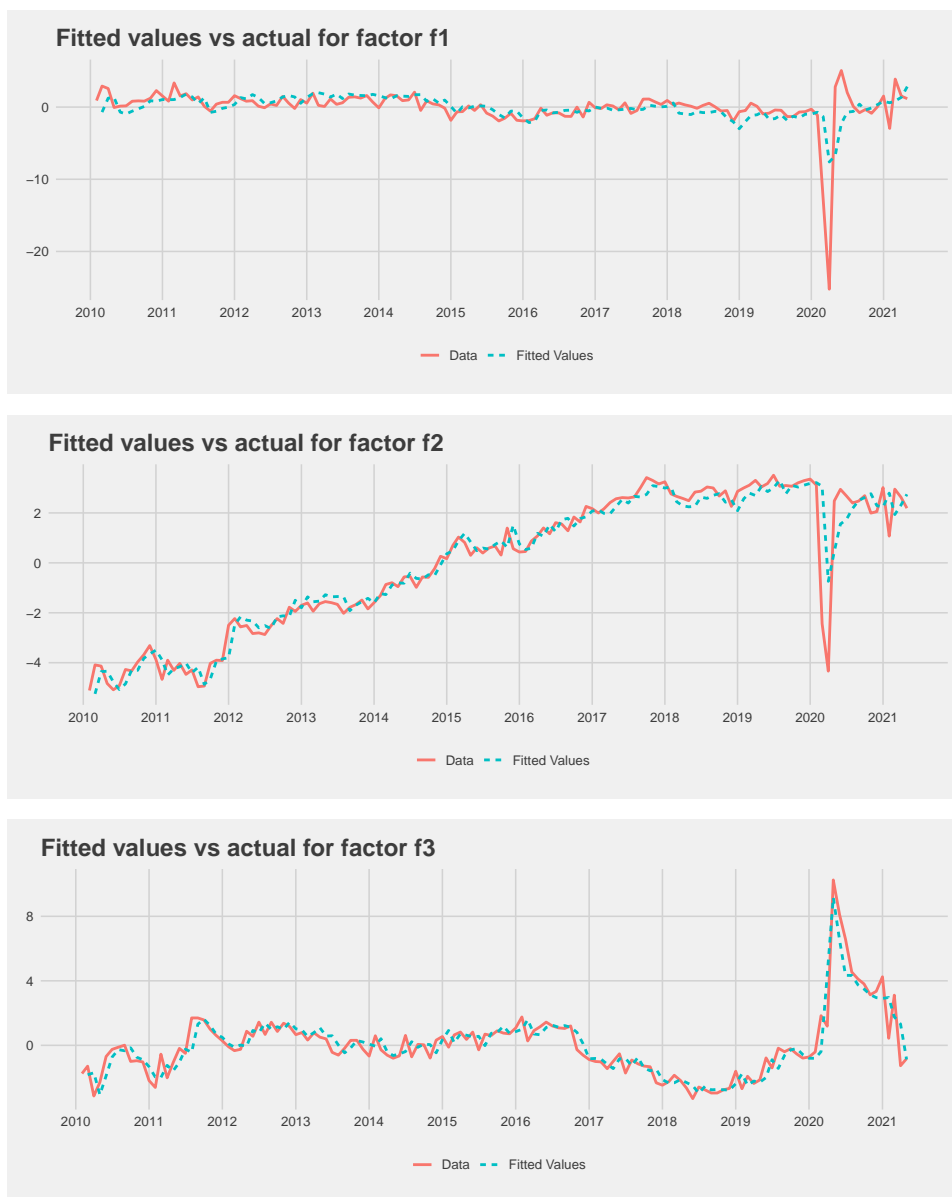 Fitted values vs actual for factor f1
0
−10
−20
2010 2011 2012 2013 2014 2015 2016 2017 2018 2019 2020 2021
Data Fitted Values
Fitted values vs actual for factor f2
2
0
−2
−4
2010 2011 2012 2013 2014 2015 2016 2017 2018 2019 2020 2021
Data Fitted Values
Fitted values vs actual for factor f3
8
4
0
2010 2011 2012 2013 2014 2015 2016 2017 2018 2019 2020 2021
Data Fitted Values